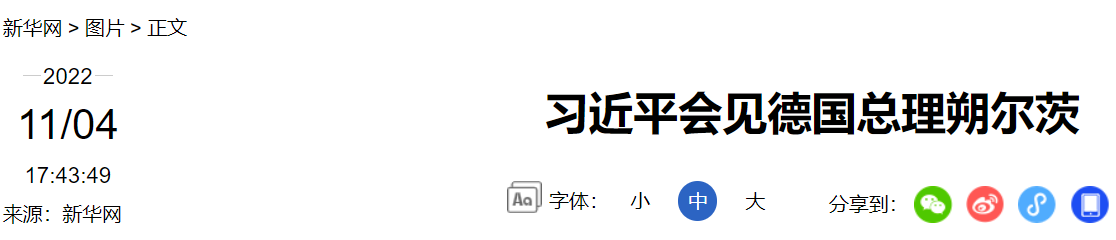 新华网 > 图片 > 正文
2022
11/04
17:43:49
来源：新华网
习近平会见德国总理朔尔茨
Aa 字体： 小 中 大 分享到：